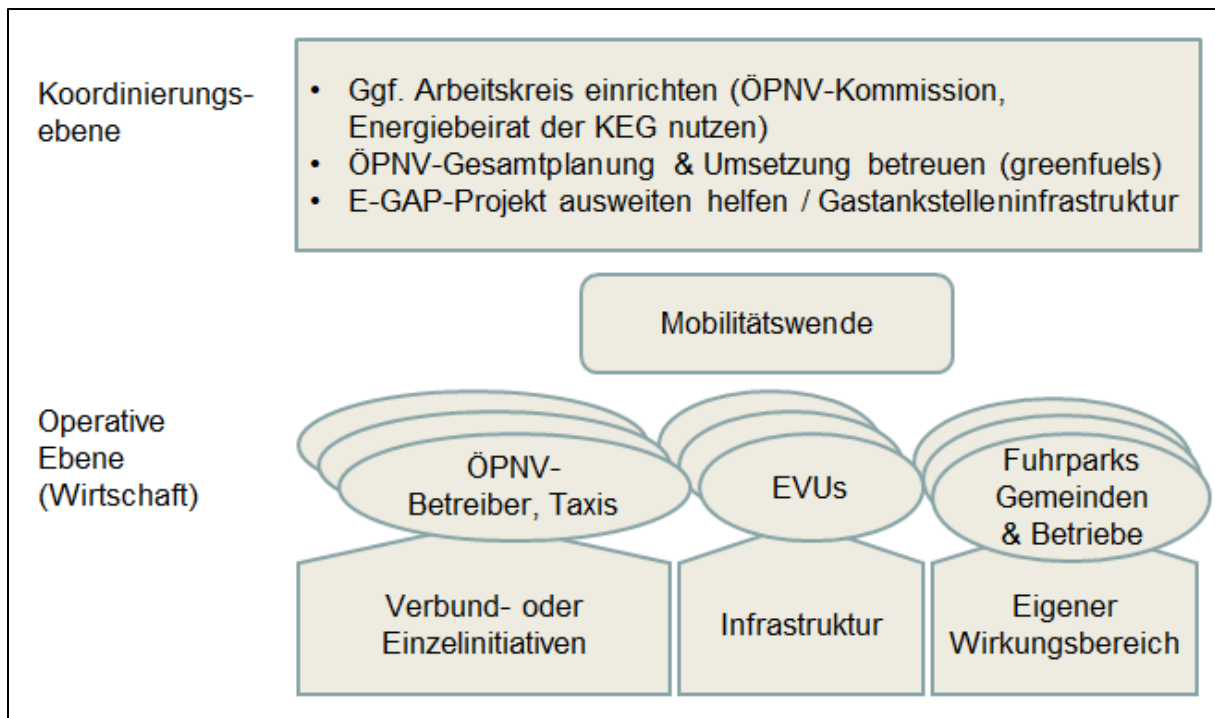 Koordinierungs-
ebene
• Ggf. Arbeitskreis einrichten (ÖPNV-Kommission,
Energiebeirat der KEG nutzen)
• ÖPNV-Gesamtplanung & Umsetzung betreuen (greenfuels)
• E-GAP-Projekt ausweiten helfen / Gastankstelleninfrastruktur
Mobilitätswende
Operative
Ebene
(Wirtschaft)
ÖPNV-
Betreiber, Taxis
EVUs
Fuhrparks
Gemeinden
& Betriebe
Verbund- oder
Einzelinitiativen
Infrastruktur
Eigener
Wirkungsbereich